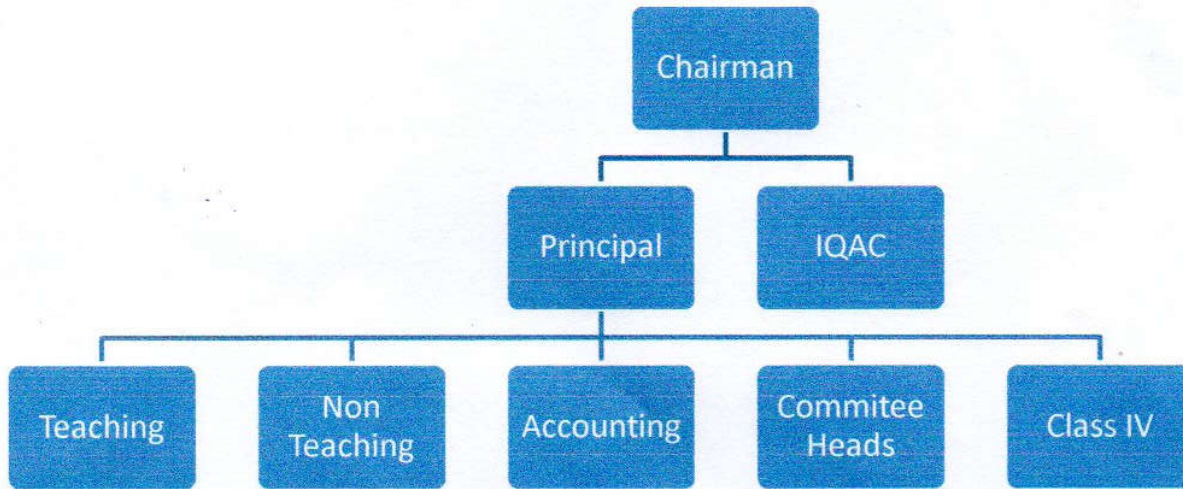 Chairman
Principal
IQAC
Teaching
Non
Teaching
Accounting
Commitee
Heads
Class IV